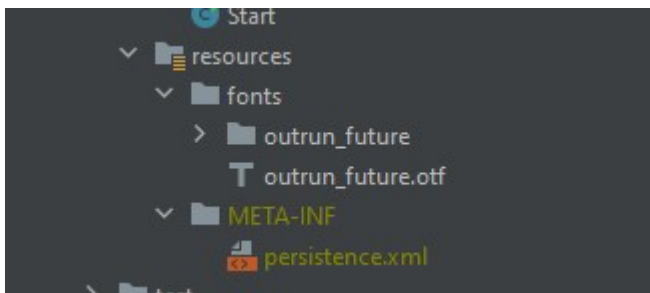 Start
resources
fonts
outrun_future
outrun_future.otf
META-INF
persistence.xml